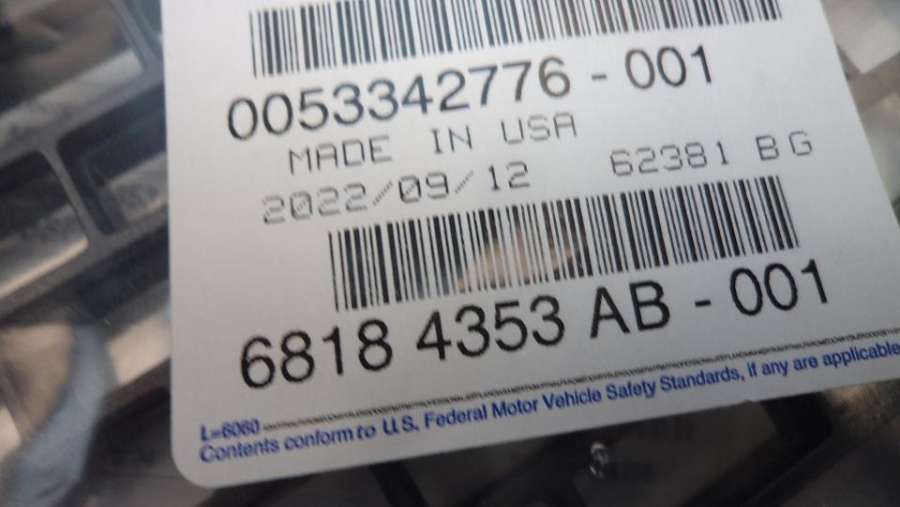 0053342776 - 001
MADE IN USA
2022/09/12 62381 BG
6818 4353 AB - 001
L=6060
Contents conform to U.S. Federal Motor Vehicle Safety Standards, if any are applicable